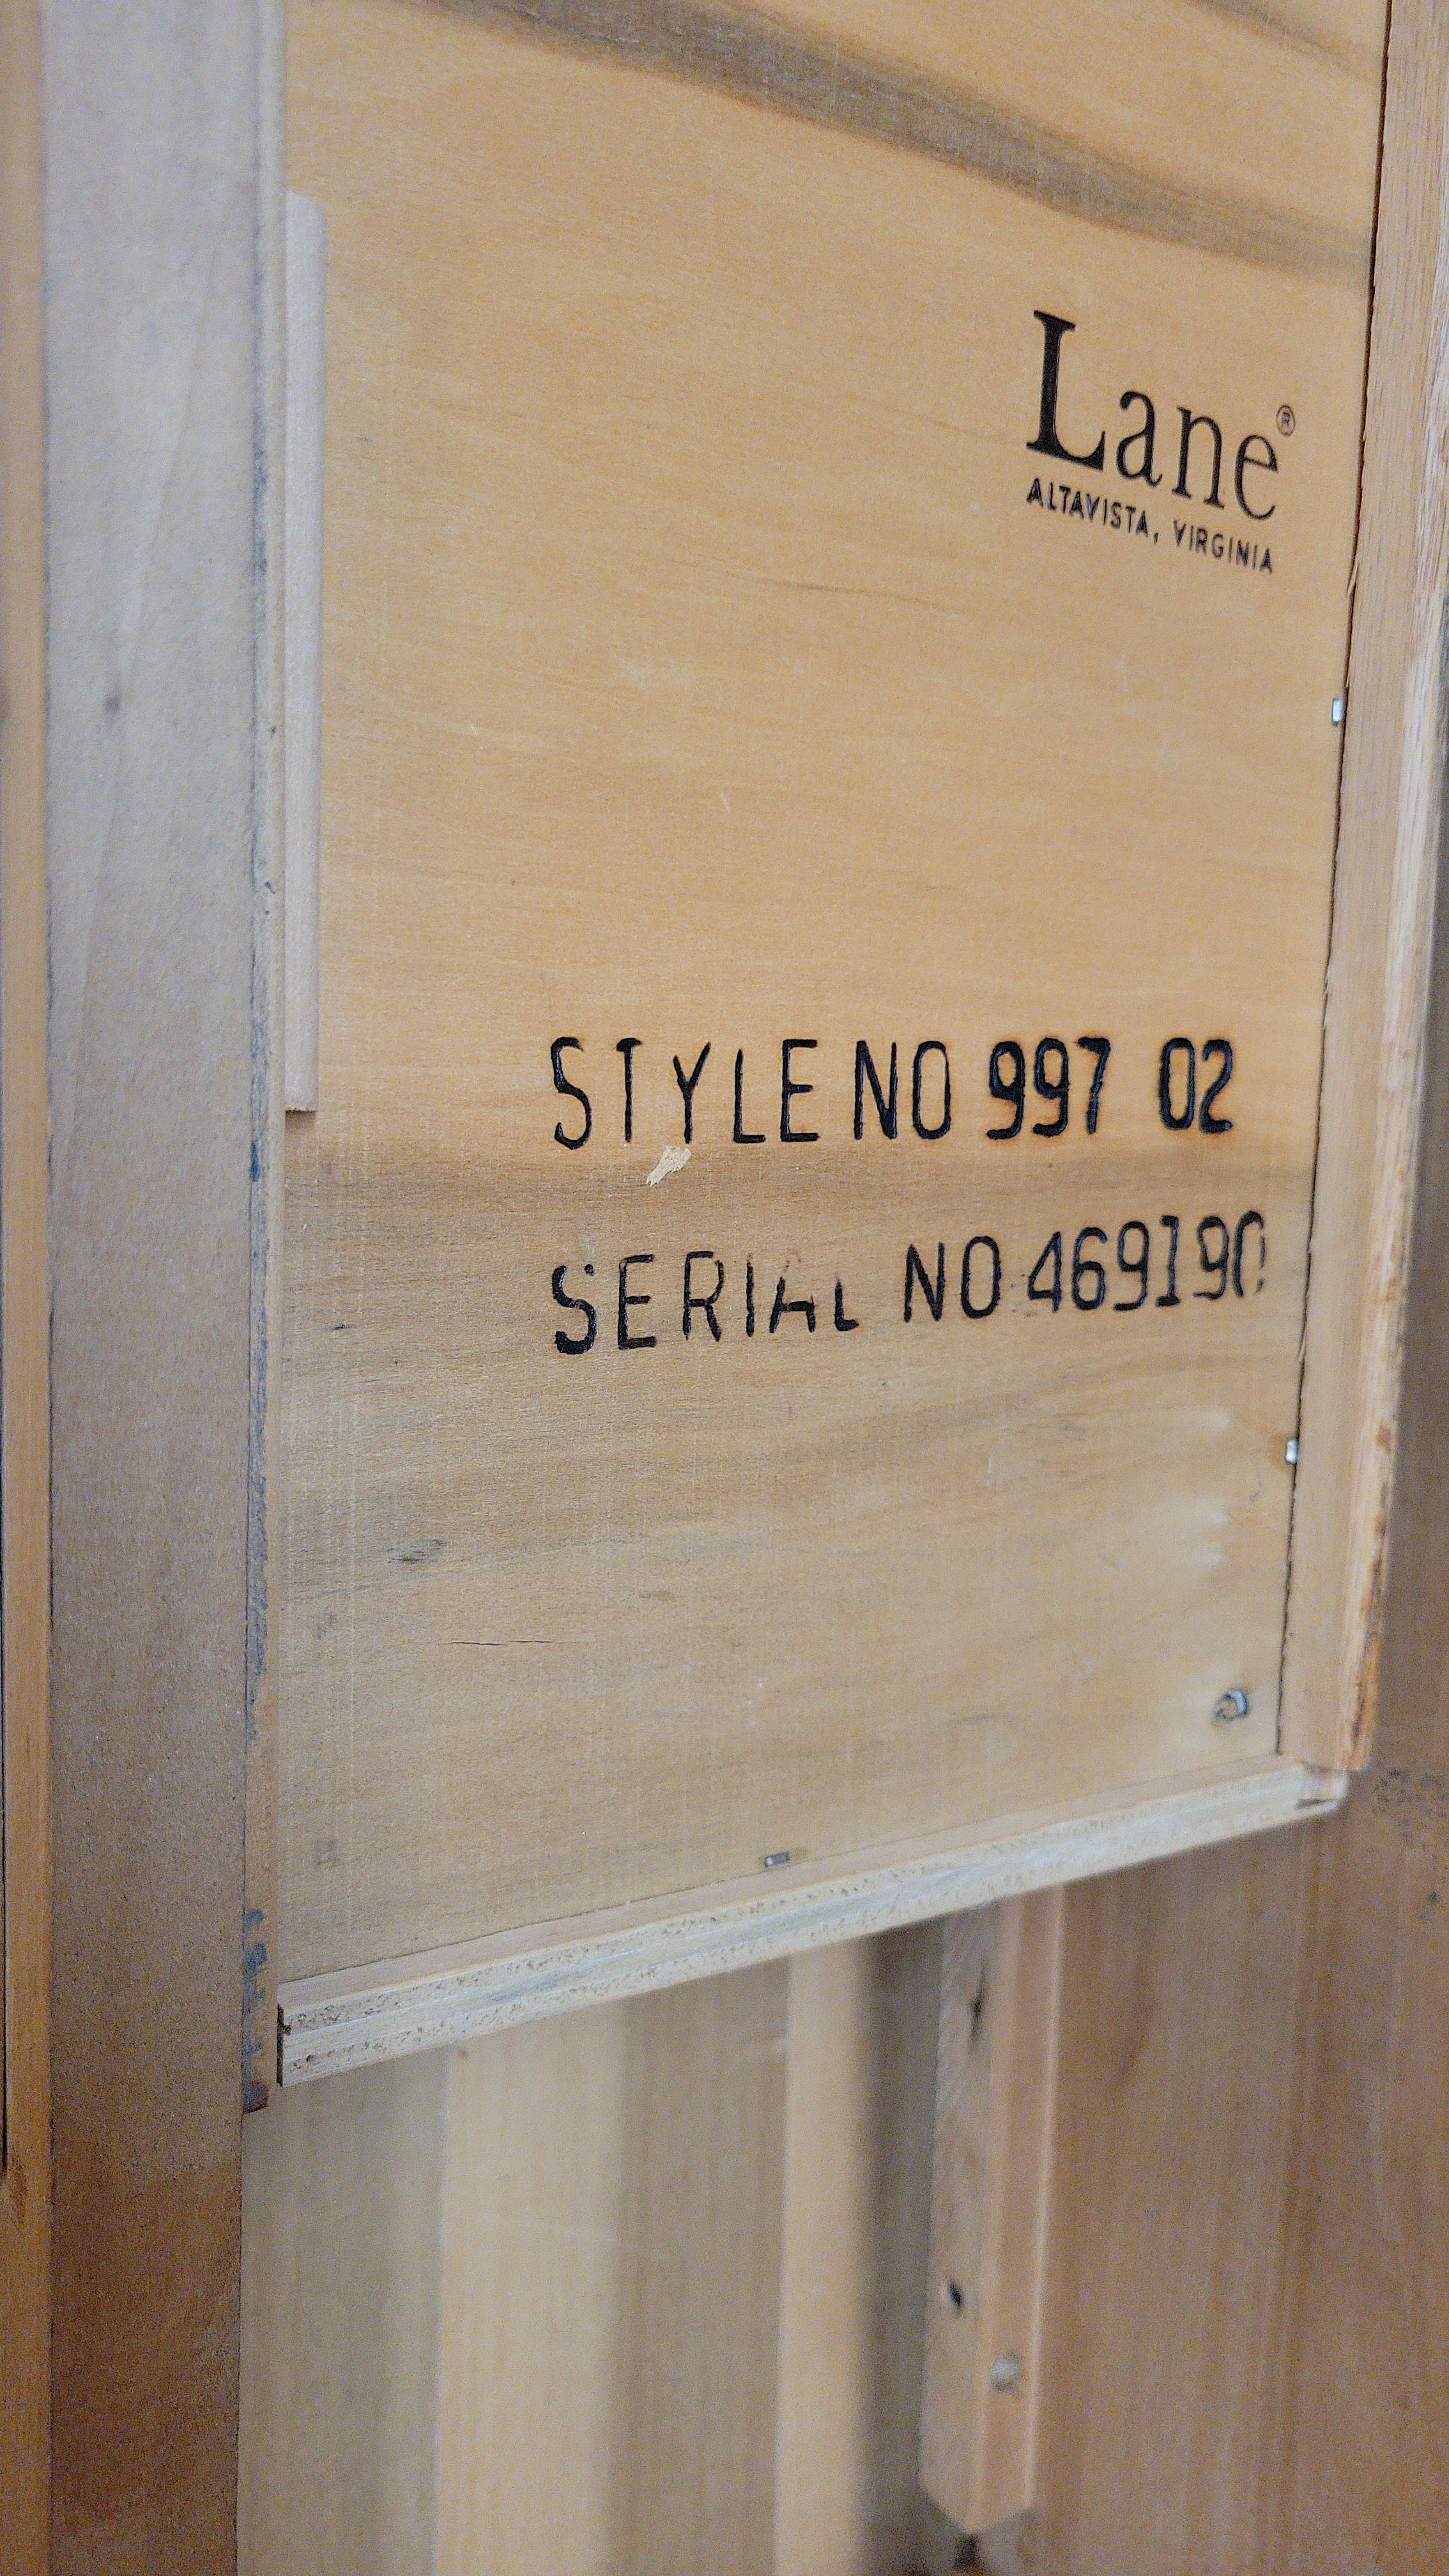 Lane®
ALTAVISTA, VIRGINIA
STYLE NO 997 02
SERIAL NO 469190